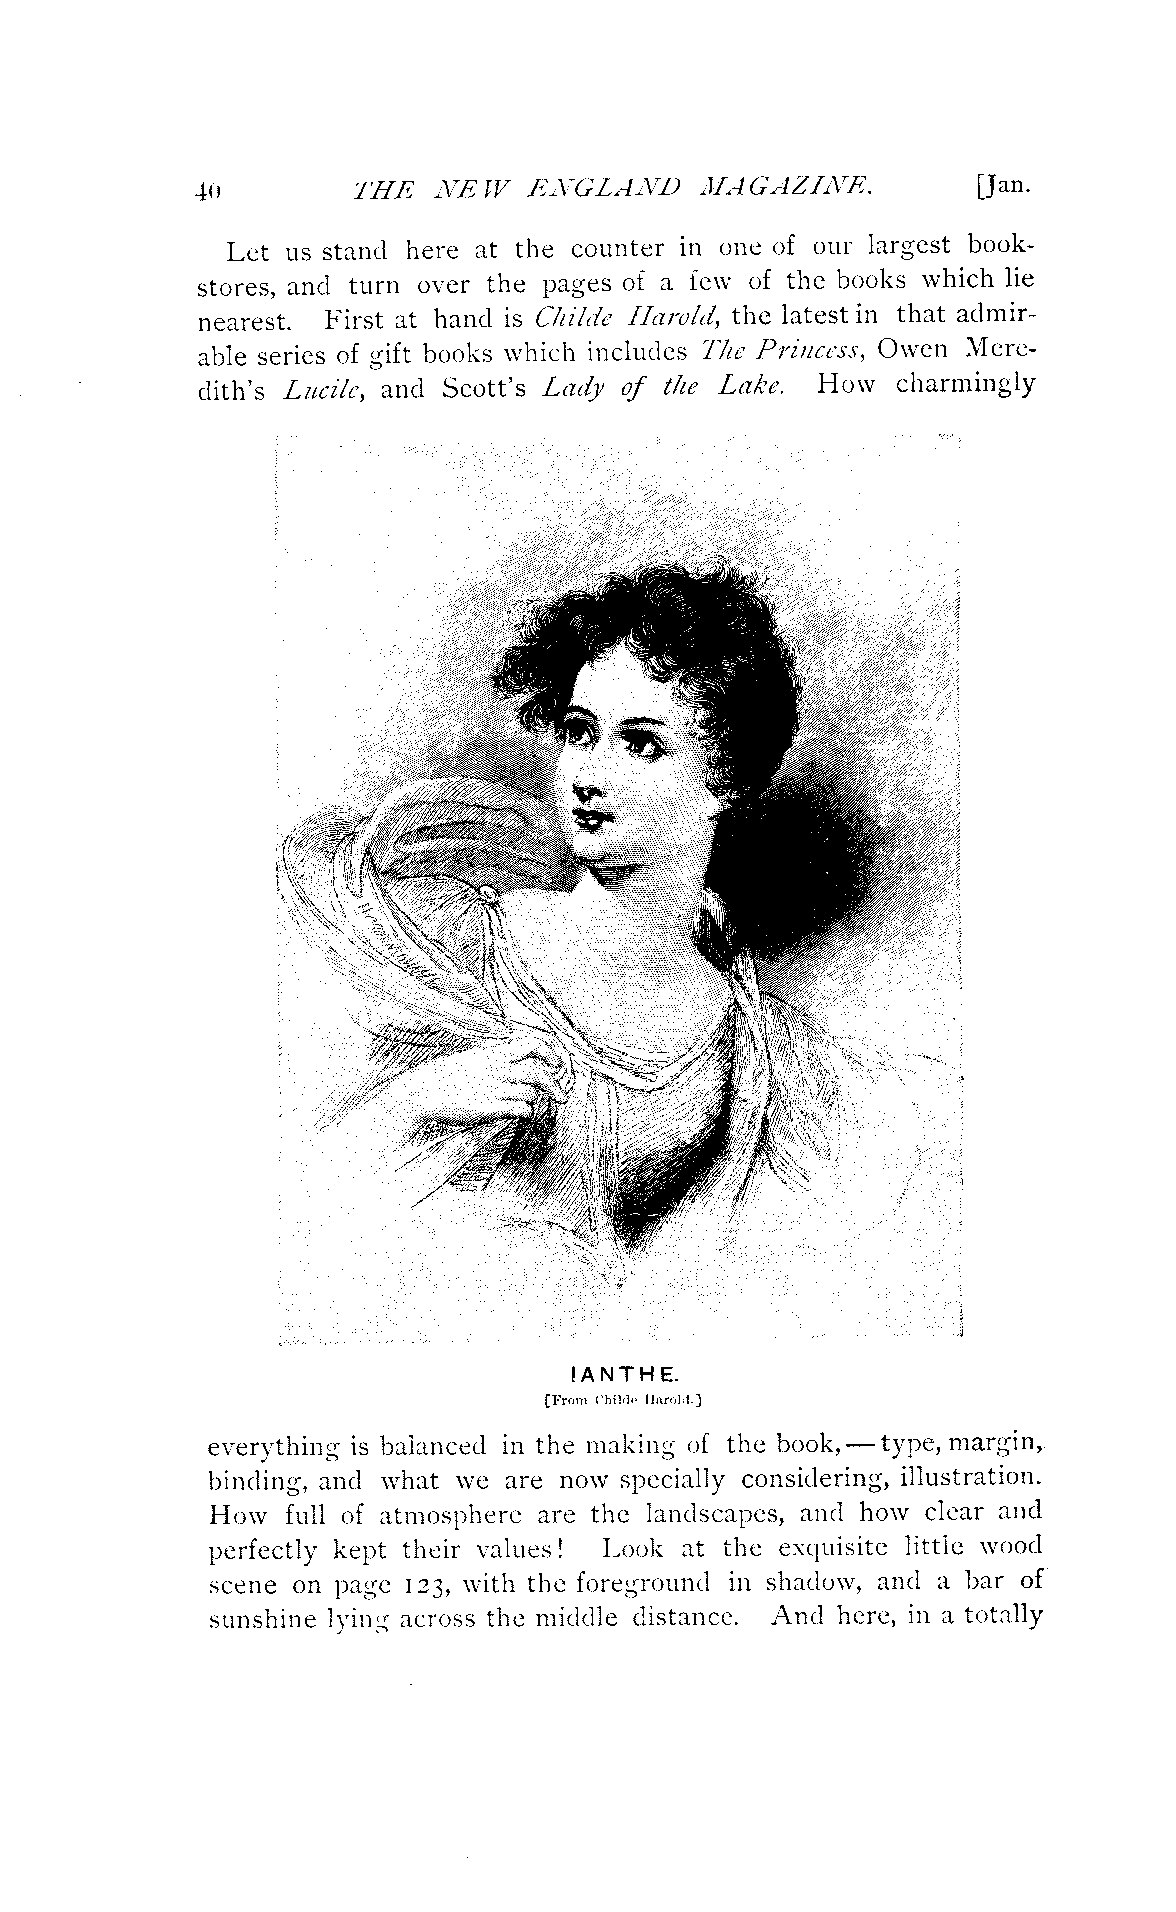 40 THE NEW ENGLAND MAGAZINE. [Jan.
Let us stand here at the counter in one of our largest book-
stores, and turn over the pages of a few of the books which lie
nearest. First at hand is Childe Harold, the latest in that admir-
able series of gift books which includes The Princess, Owen Mere-
dith's Lucile, and Scott's Lady of the Lake. How charmingly
IANTHE.
[From Childe Harold.]
everything is balanced in the making of the book,—type, margin,
binding, and what we are now specially considering, illustration.
How full of atmosphere are the landscapes, and how clear and
perfectly kept their values! Look at the exquisite little wood
scene on page 123, with the foreground in shadow, and a bar of
sunshine lying across the middle distance. And here, in a totally